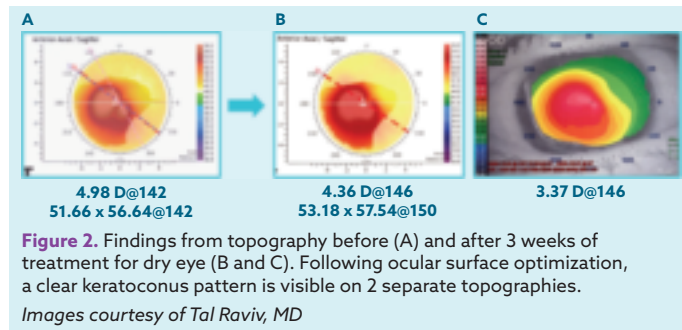 A
B
C
4.98 D@142
51.66 x 56.64@142
4.36 D@146
53.18 x 57.54@150
3.37 D@146
Figure 2. Findings from topography before (A) and after 3 weeks of
treatment for dry eye (B and C). Following ocular surface optimization,
a clear keratoconus pattern is visible on 2 separate topographies.
Images courtesy of Tal Raviv, MD